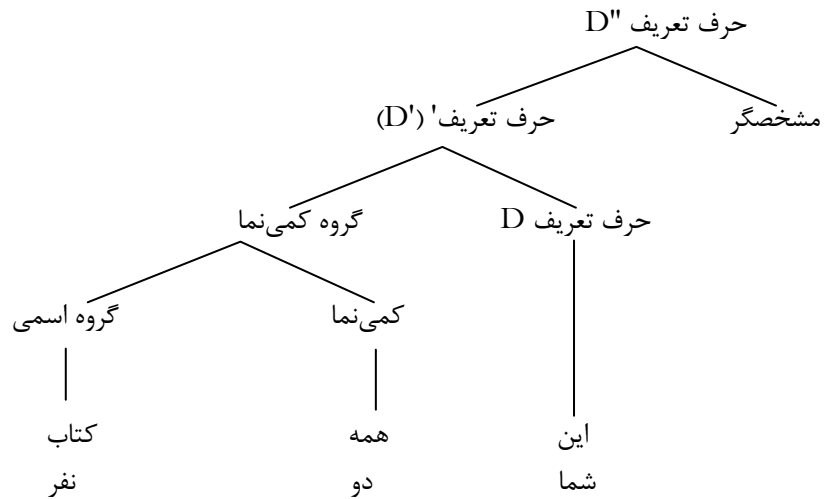 حرف تعریف D"
مشخصگر حرف تعریف' (D')
حرف تعریف D گروه کمی‌نما
کمی‌نما گروه اسمی
این همه کتاب
شما دو نفر